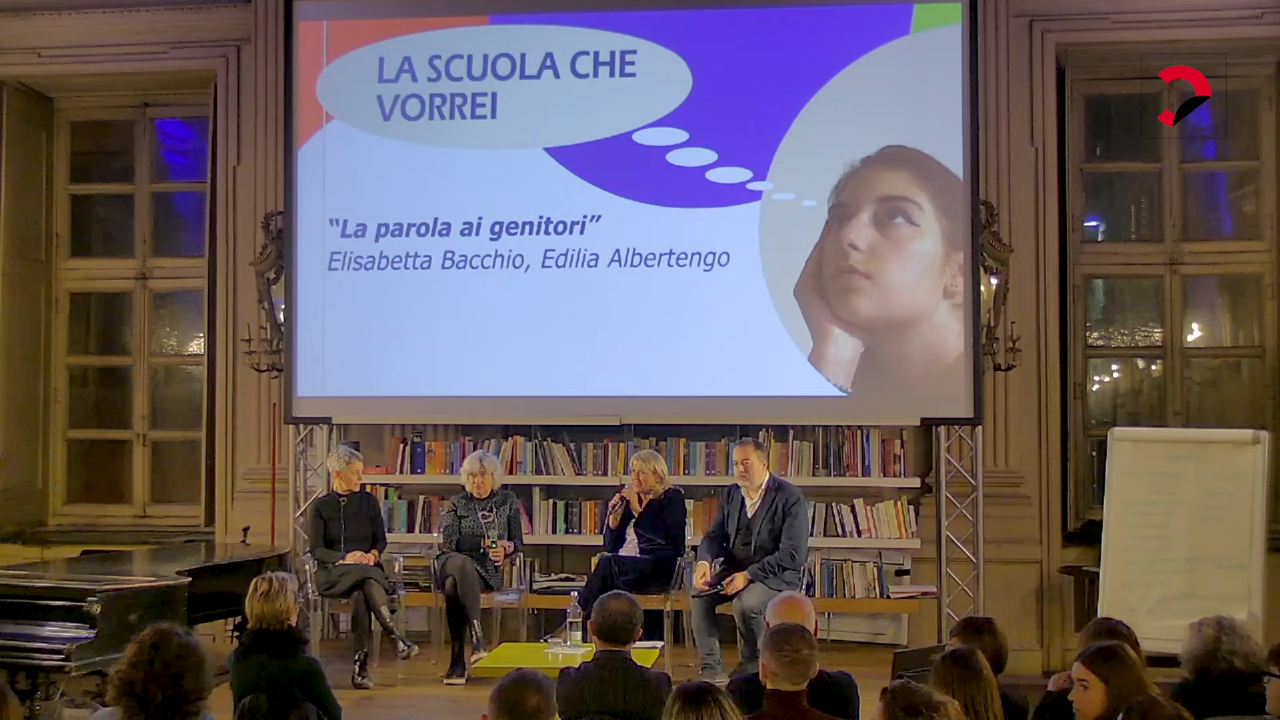 LA SCUOLA CHE
VORREI
“La parola ai genitori”
Elisabetta Bacchio, Edilia Albertengo